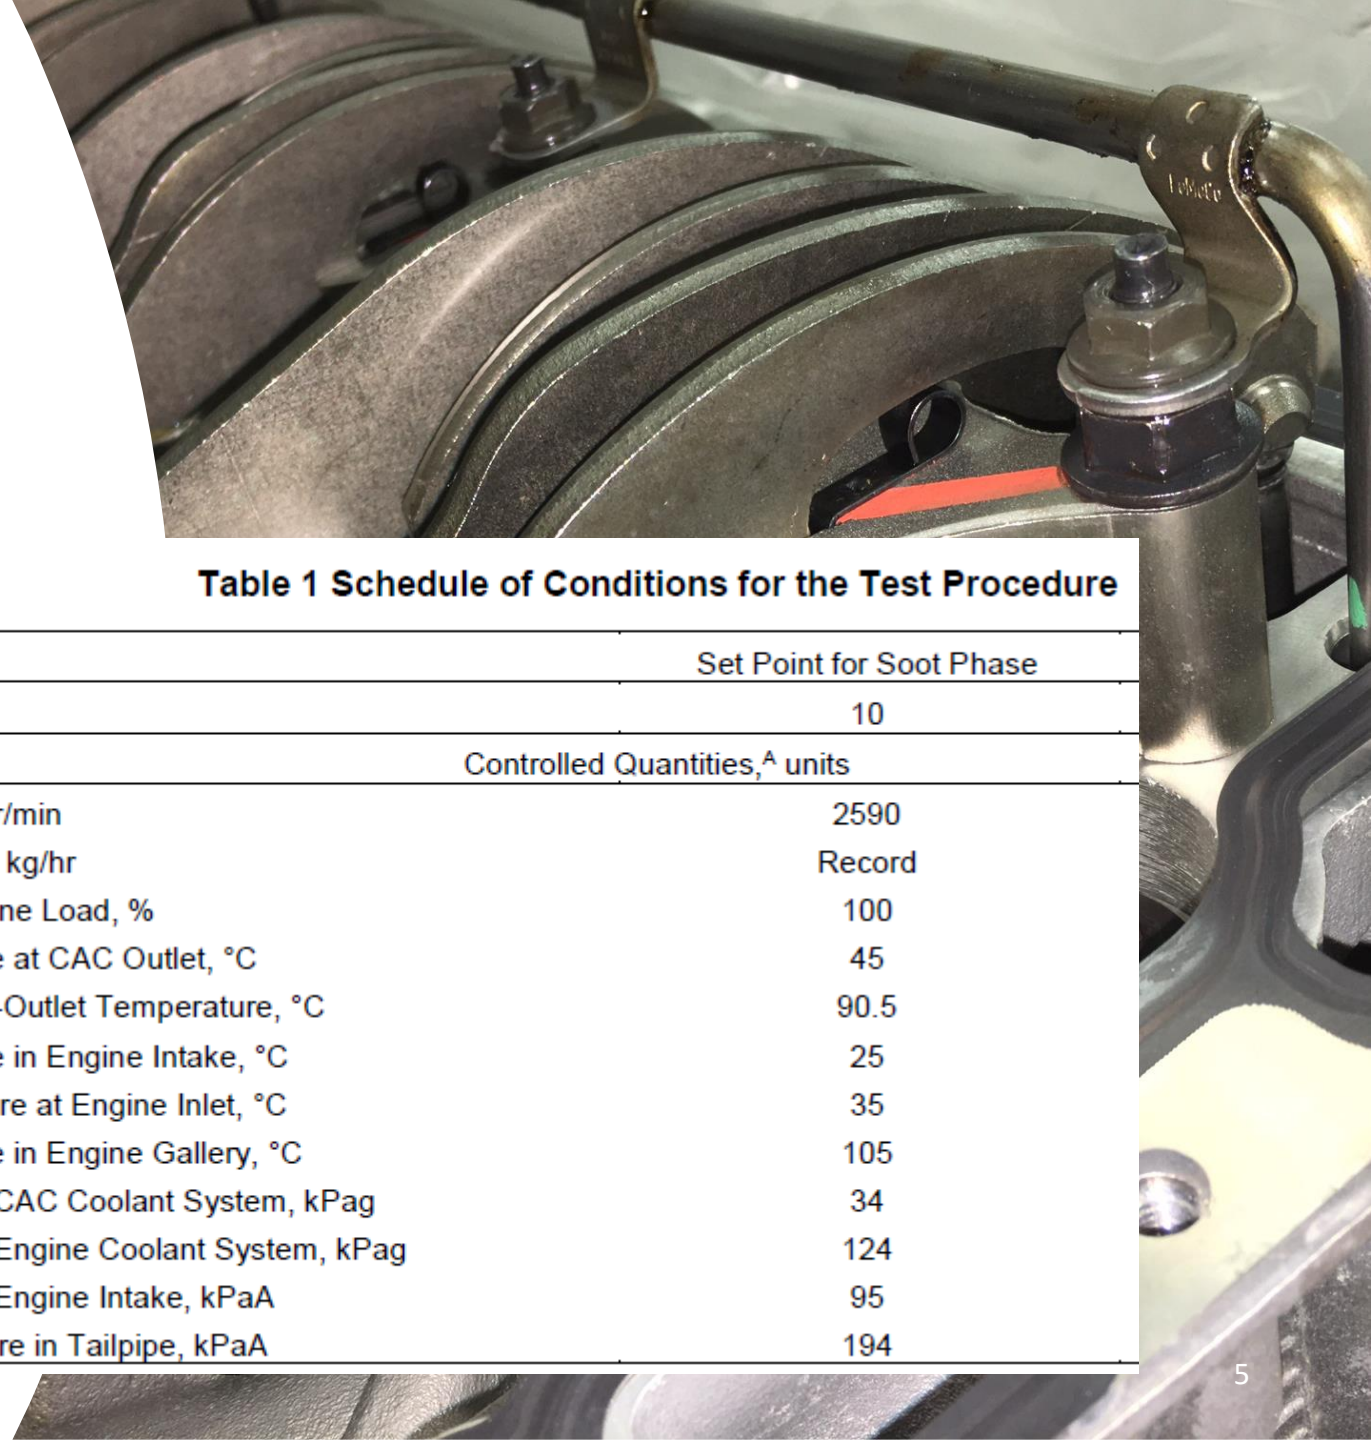 FoMoCo
Table 1 Schedule of Conditions for the Test Procedure
Set Point for Soot Phase
10
Controlled Quantities,ᴬ units
r/min 2590
kg/hr Record
ne Load, % 100
e at CAC Outlet, °C 45
-Outlet Temperature, °C 90.5
e in Engine Intake, °C 25
re at Engine Inlet, °C 35
e in Engine Gallery, °C 105
CAC Coolant System, kPag 34
Engine Coolant System, kPag 124
Engine Intake, kPaA 95
re in Tailpipe, kPaA 194
5